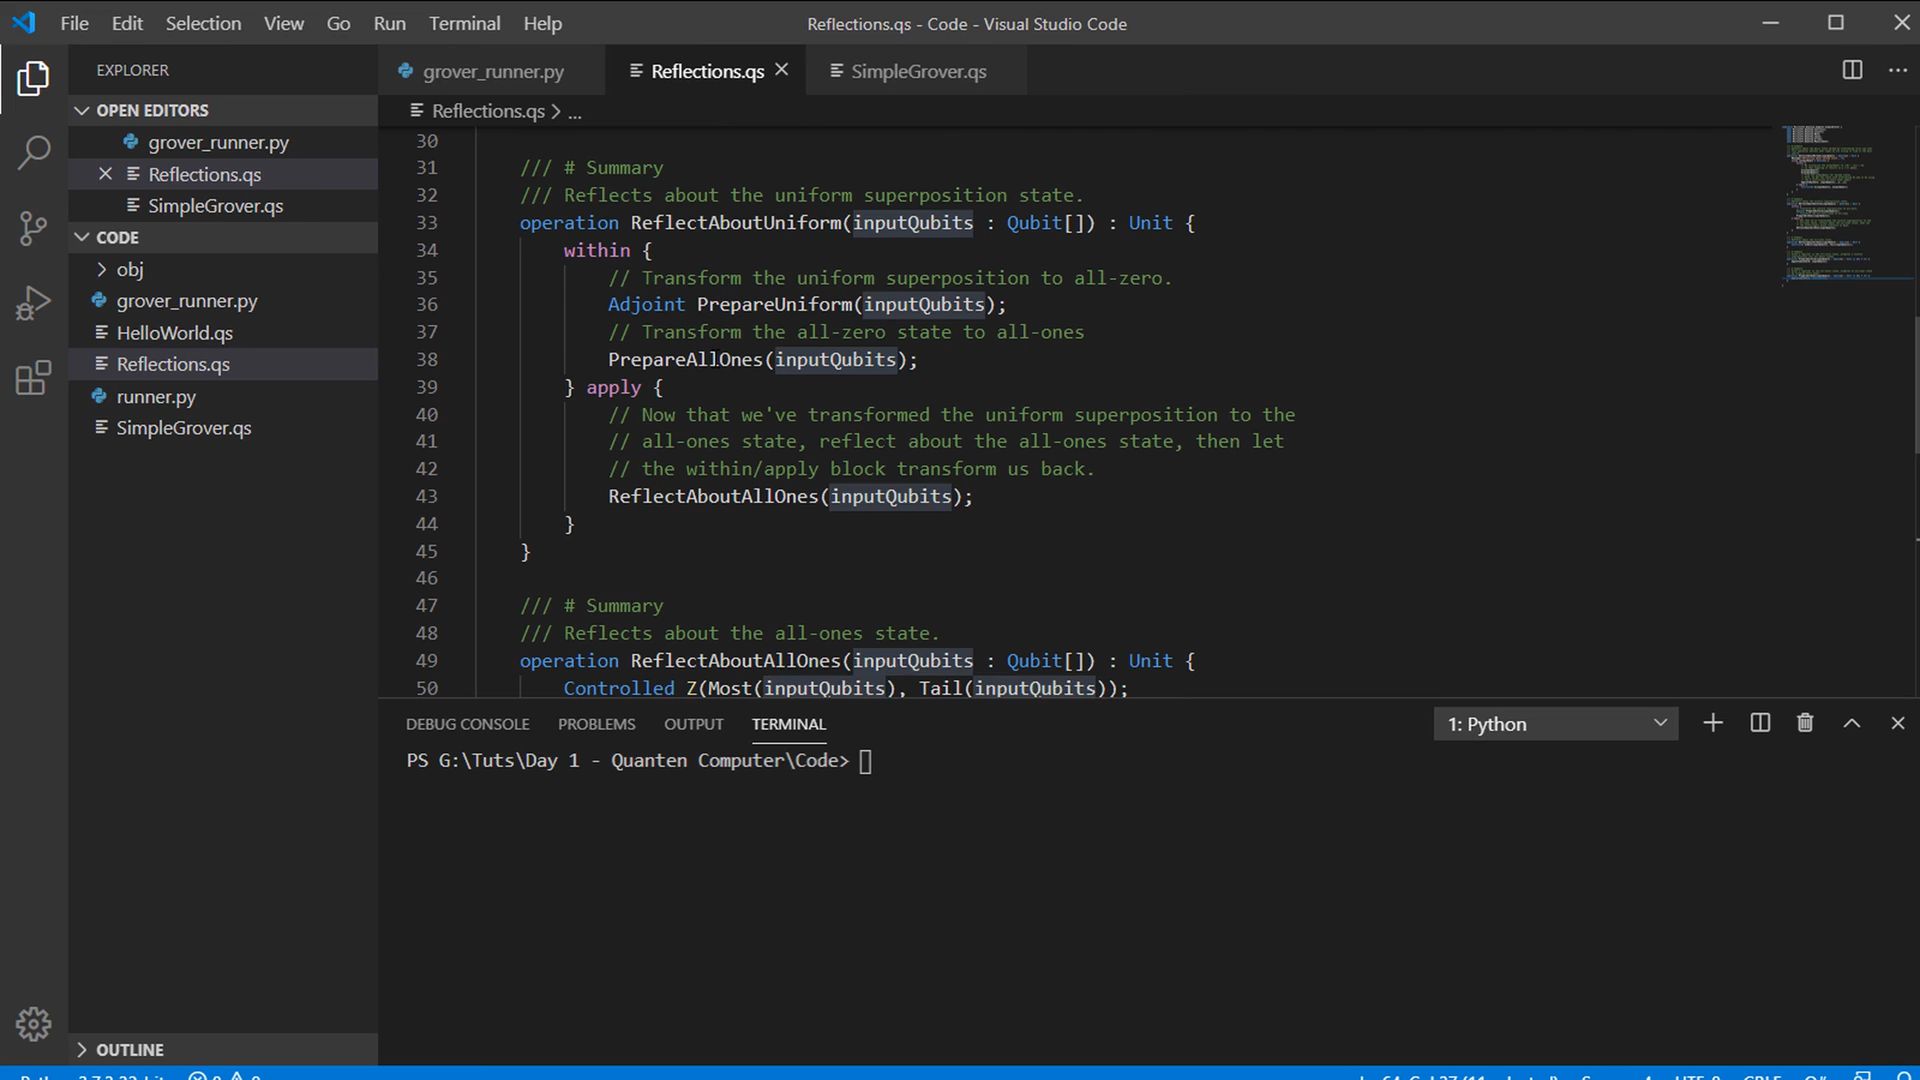 File Edit Selection View Go Run Terminal Help
Reflections.qs - Code - Visual Studio Code
EXPLORER
OPEN EDITORS
grover_runner.py
Reflections.qs
SimpleGrover.qs
CODE
obj
grover_runner.py
HelloWorld.qs
Reflections.qs
runner.py
SimpleGrover.qs
OUTLINE
grover_runner.py Reflections.qs SimpleGrover.qs
Reflections.qs > ...
30
31 /// # Summary
32 /// Reflects about the uniform superposition state.
33 operation ReflectAboutUniform(inputQubits : Qubit[]) : Unit {
34 within {
35 // Transform the uniform superposition to all-zero.
36 Adjoint PrepareUniform(inputQubits);
37 // Transform the all-zero state to all-ones
38 PrepareAllOnes(inputQubits);
39 } apply {
40 // Now that we've transformed the uniform superposition to the
41 // all-ones state, reflect about the all-ones state, then let
42 // the within/apply block transform us back.
43 ReflectAboutAllOnes(inputQubits);
44 }
45 }
46
47 /// # Summary
48 /// Reflects about the all-ones state.
49 operation ReflectAboutAllOnes(inputQubits : Qubit[]) : Unit {
50 Controlled Z(Most(inputQubits), Tail(inputQubits));
DEBUG CONSOLE PROBLEMS OUTPUT TERMINAL
1: Python
PS G:\Tuts\Day 1 - Quanten Computer\Code>